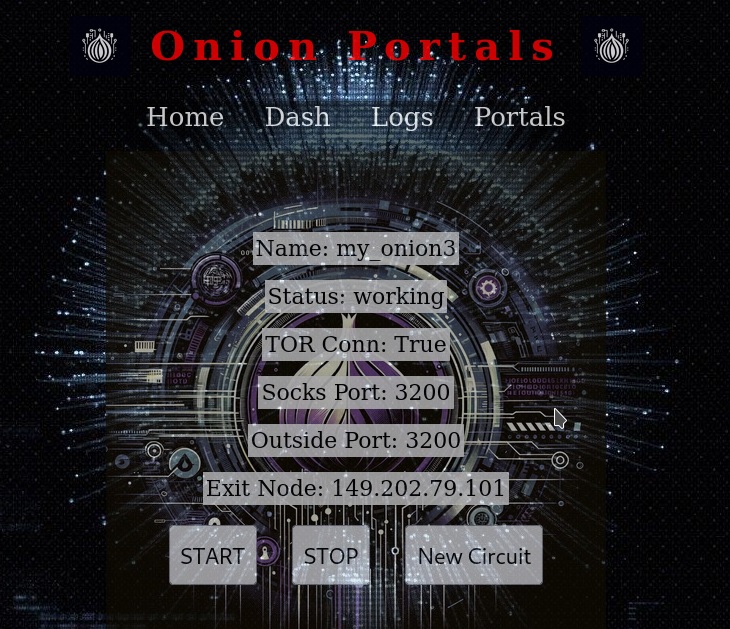 Onion Portals
Home Dash Logs Portals
Name: my_onion3
Status: working
TOR Conn: True
Socks Port: 3200
Outside Port: 3200
Exit Node: 149.202.79.101
START STOP New Circuit